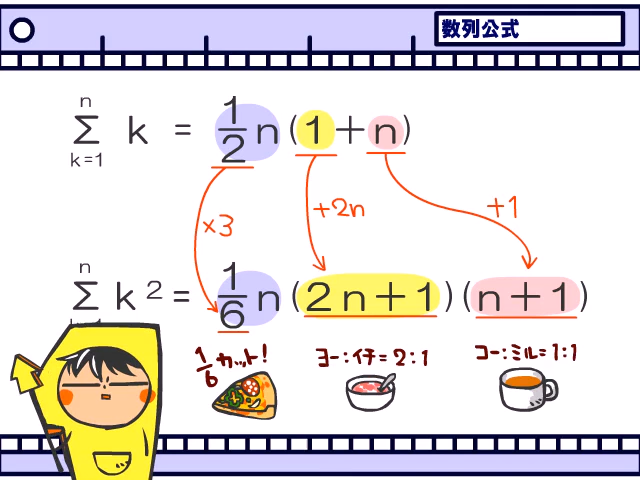 数列公式
n
Σ k = 1/2 n(1+n)
k=1
×3 +2n +1
n
Σ k² = 1/6 n(2n+1)(n+1)
1/6 カット! ヨー:イチ=2:1 コー:ミル=1:1